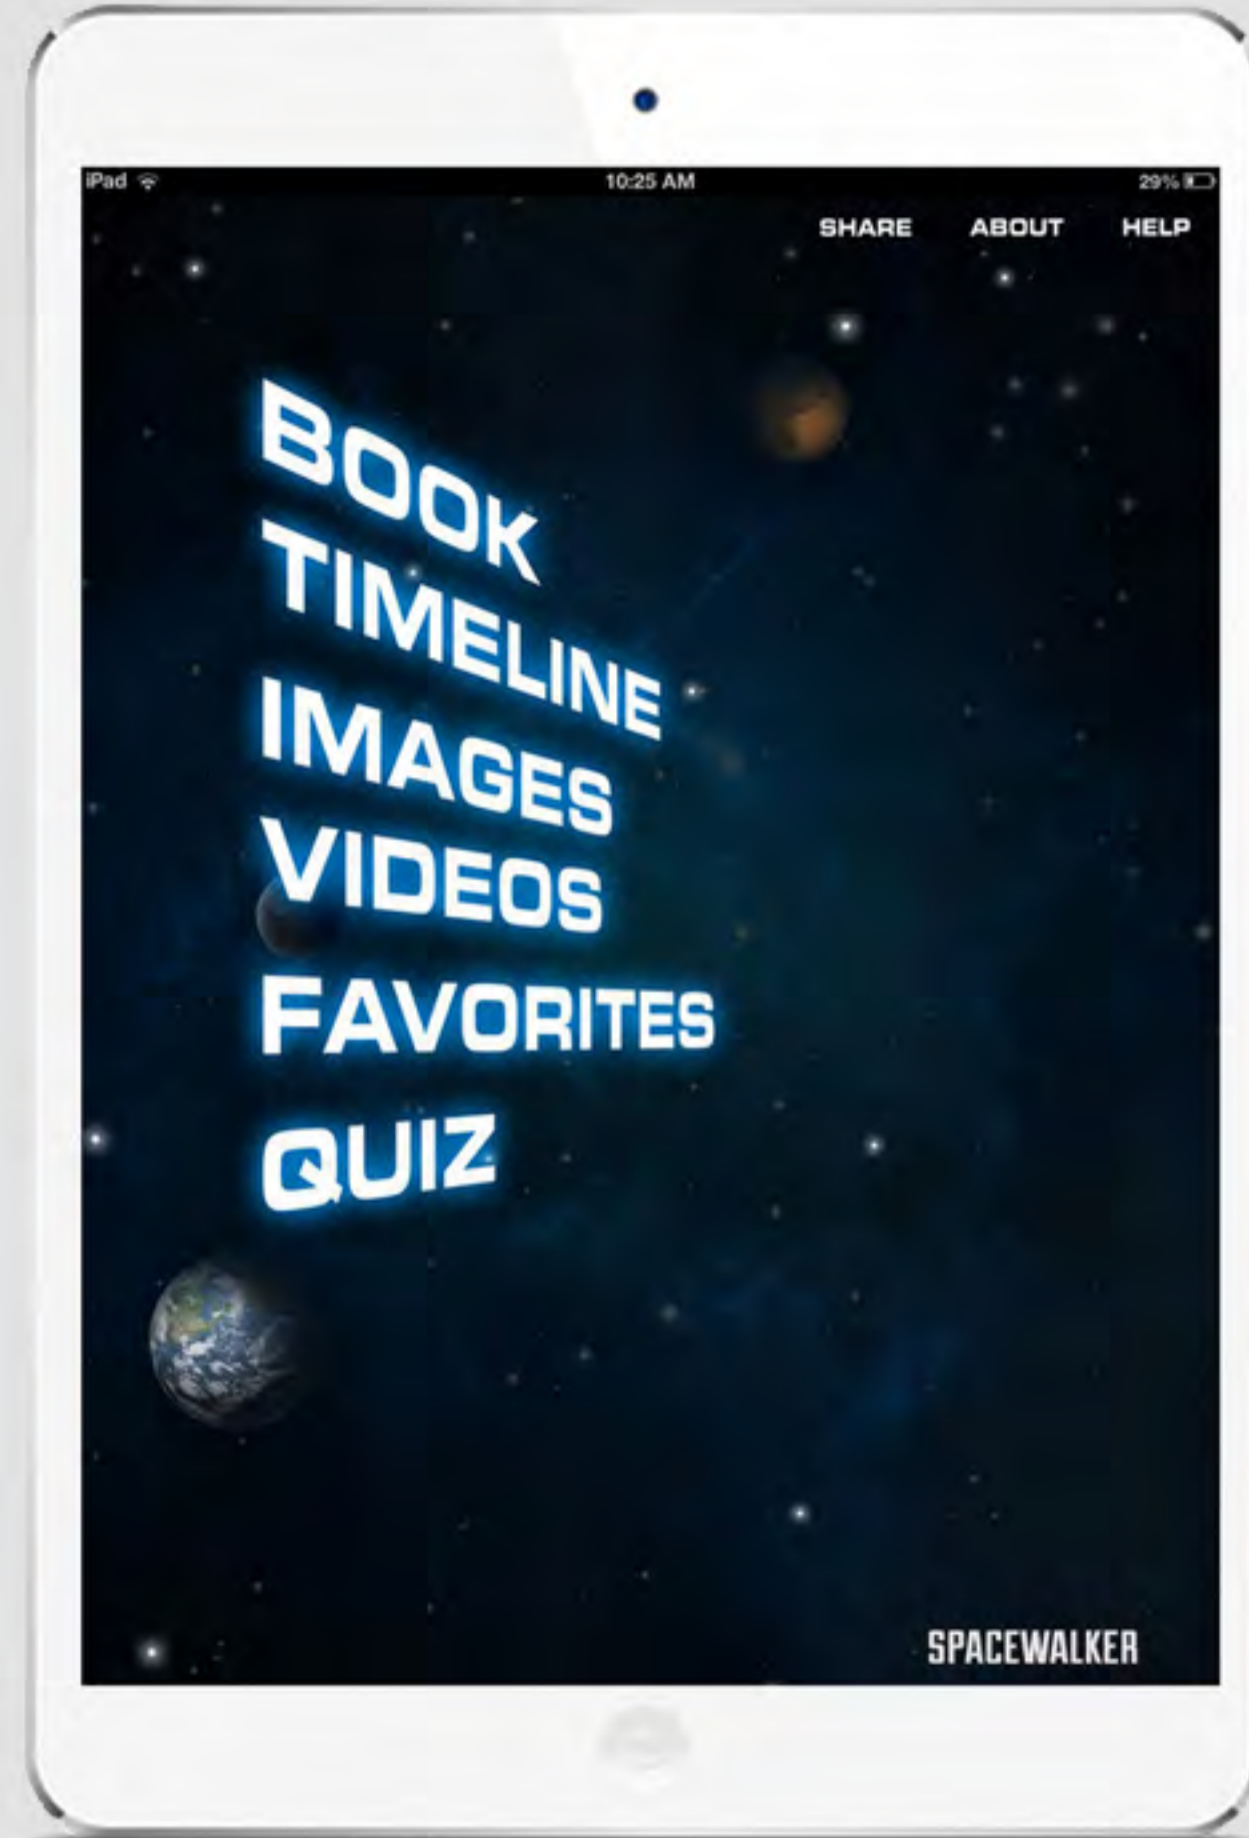 iPad 10:25 AM 29%
SHARE ABOUT HELP
BOOK
TIMELINE
IMAGES
VIDEOS
FAVORITES
QUIZ
SPACEWALKER